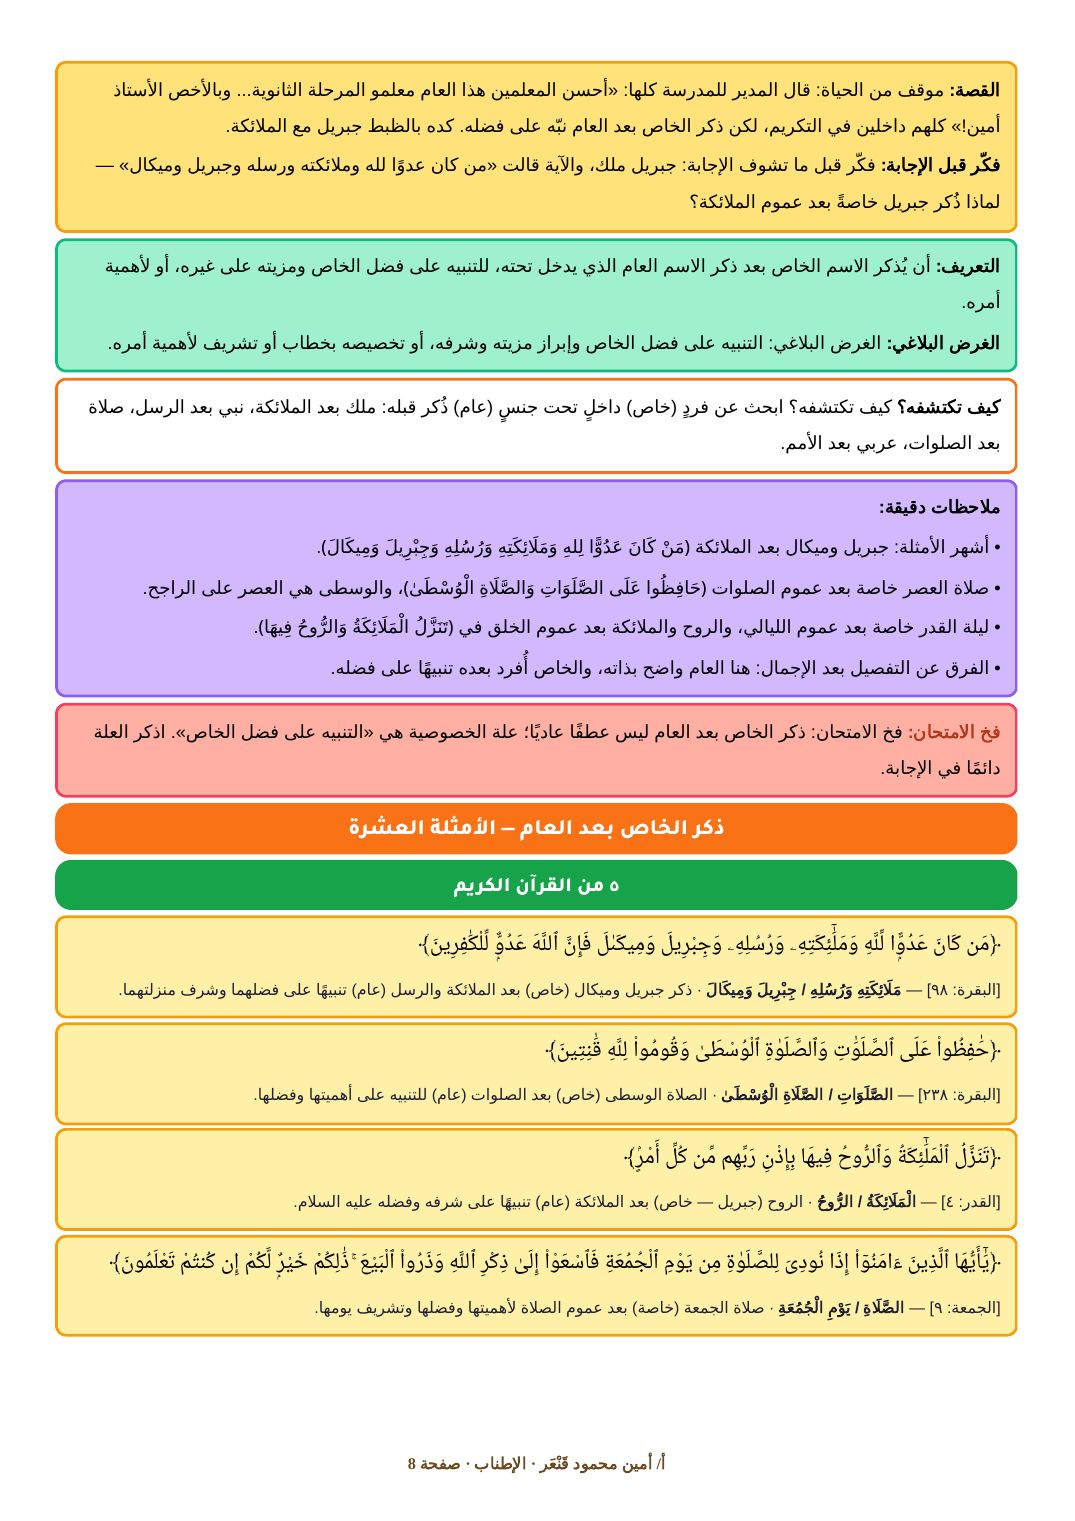 القصة: موقف من الحياة: قال المدير للمدرسة كلها: «أحسن المعلمين هذا العام معلمو المرحلة الثانوية... وبالأخص الأستاذ
أمين!» كلهم داخلين في التكريم، لكن ذكر الخاص بعد العام نبّه على فضله. كده بالظبط جبريل مع الملائكة.
فكّر قبل الإجابة: فكّر قبل ما تشوف الإجابة: جبريل ملك، والآية قالت «من كان عدوًا لله وملائكته ورسله وجبريل وميكال» —
لماذا ذُكر جبريل خاصةً بعد عموم الملائكة؟
التعريف: أن يُذكر الاسم الخاص بعد ذكر الاسم العام الذي يدخل تحته، للتنبيه على فضل الخاص ومزيته على غيره، أو لأهمية
أمره.
الغرض البلاغي: الغرض البلاغي: التنبيه على فضل الخاص وإبراز مزيته وشرفه، أو تخصيصه بخطاب أو تشريف لأهمية أمره.
كيف تكتشفه؟ كيف تكتشفه؟ ابحث عن فردٍ (خاص) داخلٍ تحت جنسٍ (عام) ذُكر قبله: ملك بعد الملائكة، نبي بعد الرسل، صلاة
بعد الصلوات، عربي بعد الأمم.
ملاحظات دقيقة:
• أشهر الأمثلة: جبريل وميكال بعد الملائكة (مَنْ كَانَ عَدُوًّا لِلهِ وَمَلَائِكَتِهِ وَرُسُلِهِ وَجِبْرِيلَ وَمِيكَالَ).
• صلاة العصر خاصة بعد عموم الصلوات (حَافِظُوا عَلَى الصَّلَوَاتِ وَالصَّلَاةِ الْوُسْطَىٰ)، والوسطى هي العصر على الراجح.
• ليلة القدر خاصة بعد عموم الليالي، والروح والملائكة بعد عموم الخلق في (تَنَزَّلُ الْمَلَائِكَةُ وَالرُّوحُ فِيهَا).
• الفرق عن التفصيل بعد الإجمال: هنا العام واضح بذاته، والخاص أُفرد بعده تنبيهًا على فضله.
فخ الامتحان: فخ الامتحان: ذكر الخاص بعد العام ليس عطفًا عاديًا؛ علة الخصوصية هي «التنبيه على فضل الخاص». اذكر العلة
دائمًا في الإجابة.
ذكر الخاص بعد العام — الأمثلة العشرة
٥ من القرآن الكريم
﴿مَن كَانَ عَدُوًّۭا لِّلَّهِ وَمَلَٰٓئِكَتِهِۦ وَرُسُلِهِۦ وَجِبْرِيلَ وَمِيكَىٰلَ فَإِنَّ ٱللَّهَ عَدُوٌّۭ لِّلْكَٰفِرِينَ﴾
[البقرة: ٩٨] — مَلَائِكَتِهِ وَرُسُلِهِ / جِبْرِيلَ وَمِيكَالَ · ذكر جبريل وميكال (خاص) بعد الملائكة والرسل (عام) تنبيهًا على فضلهما وشرف منزلتهما.
﴿حَٰفِظُوا۟ عَلَى ٱلصَّلَوَٰتِ وَٱلصَّلَوٰةِ ٱلْوُسْطَىٰ وَقُومُوا۟ لِلَّهِ قَٰنِتِينَ﴾
[البقرة: ٢٣٨] — الصَّلَوَاتِ / الصَّلَاةِ الْوُسْطَىٰ · الصلاة الوسطى (خاص) بعد الصلوات (عام) للتنبيه على أهميتها وفضلها.
﴿تَنَزَّلُ ٱلْمَلَٰٓئِكَةُ وَٱلرُّوحُ فِيهَا بِإِذْنِ رَبِّهِم مِّن كُلِّ أَمْرٍۢ﴾
[القدر: ٤] — الْمَلَائِكَةُ / الرُّوحُ · الروح (جبريل — خاص) بعد الملائكة (عام) تنبيهًا على شرفه وفضله عليه السلام.
﴿يَٰٓأَيُّهَا ٱلَّذِينَ ءَامَنُوٓا۟ إِذَا نُودِىَ لِلصَّلَوٰةِ مِن يَوْمِ ٱلْجُمُعَةِ فَٱسْعَوْا۟ إِلَىٰ ذِكْرِ ٱللَّهِ وَذَرُوا۟ ٱلْبَيْعَ ۚ ذَٰلِكُمْ خَيْرٌۭ لَّكُمْ إِن كُنتُمْ تَعْلَمُونَ﴾
[الجمعة: ٩] — الصَّلَاةِ / يَوْمِ الْجُمُعَةِ · صلاة الجمعة (خاصة) بعد عموم الصلاة لأهميتها وفضلها وتشريف يومها.
أ/ أمين محمود قَنْعَر · الإطناب · صفحة 8